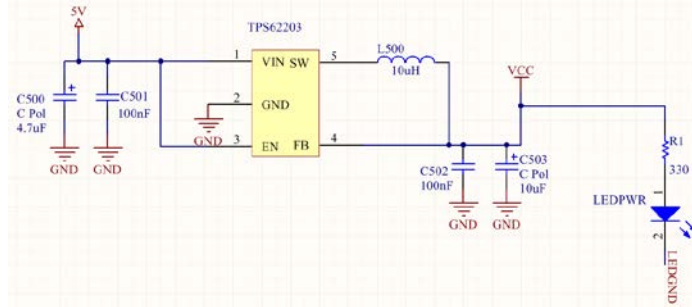 5V
TPS62203
1
VIN
SW
5
L500
10uH
VCC
C500
C Pol
4.7uF
C501
100nF
2
GND
GND
3
EN
FB
4
GND
GND
C502
100nF
C503
C Pol
10uF
GND
GND
R1
330
1
LEDPWR
2
LEDGND